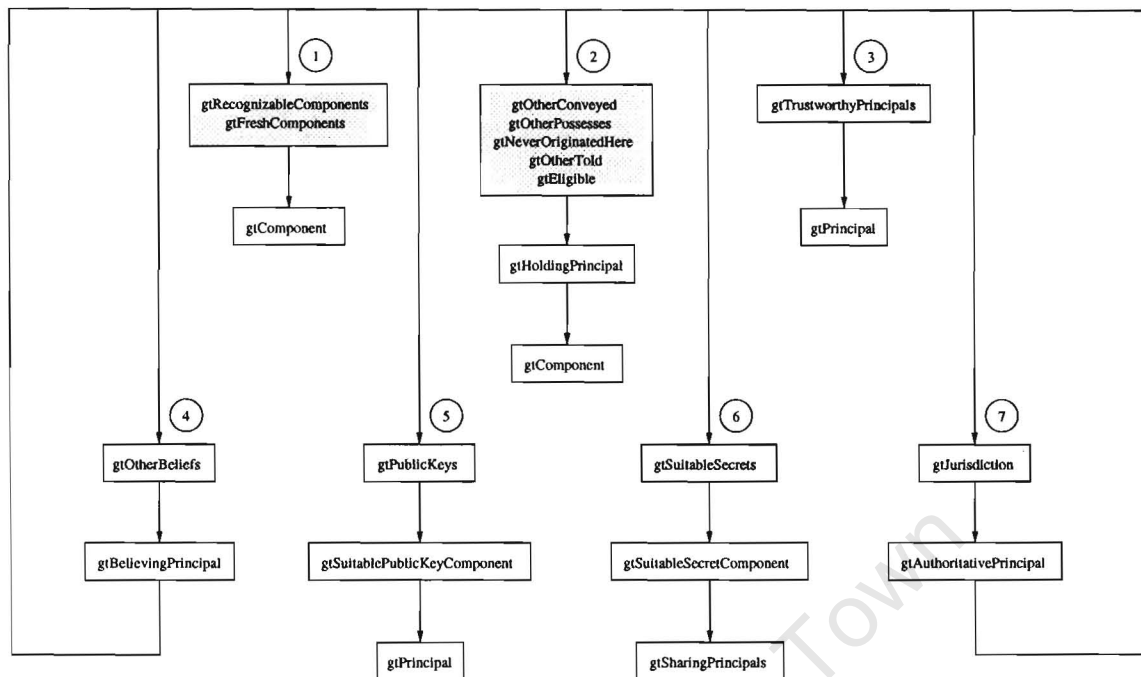 1
2
3
gtRecognizableComponents
gtFreshComponents
gtOtherConveyed
gtOtherPossesses
gtNeverOriginatedHere
gtOtherTold
gtEligible
gtTrustworthyPrincipals
gtComponent
gtPrincipal
gtHoldingPrincipal
gtComponent
4
5
6
7
gtOtherBeliefs
gtPublicKeys
gtSuitableSecrets
gtJurisdiction
gtBelievingPrincipal
gtSuitablePublicKeyComponent
gtSuitableSecretComponent
gtAuthoritativePrincipal
gtPrincipal
gtSharingPrincipals
Town